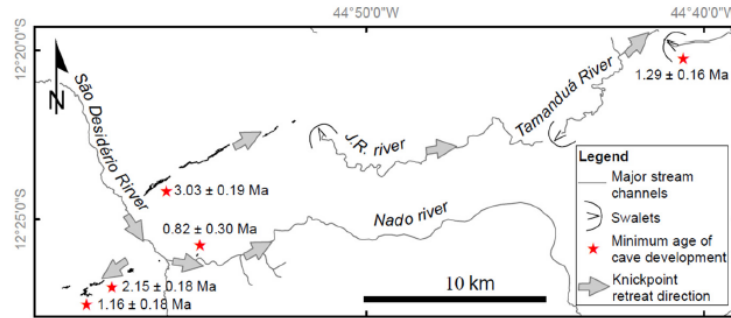 44°50'0"W
44°40'0"W
12°20'0"S
12°25'0"S
N
São Desidério Rirver
J.R. river
Tamanduá River
Nado river
1.29 ± 0.16 Ma
3.03 ± 0.19 Ma
0.82 ± 0.30 Ma
2.15 ± 0.18 Ma
1.16 ± 0.18 Ma
10 km
Legend
Major stream
channels
Swalets
Minimum age of
cave development
Knickpoint
retreat direction